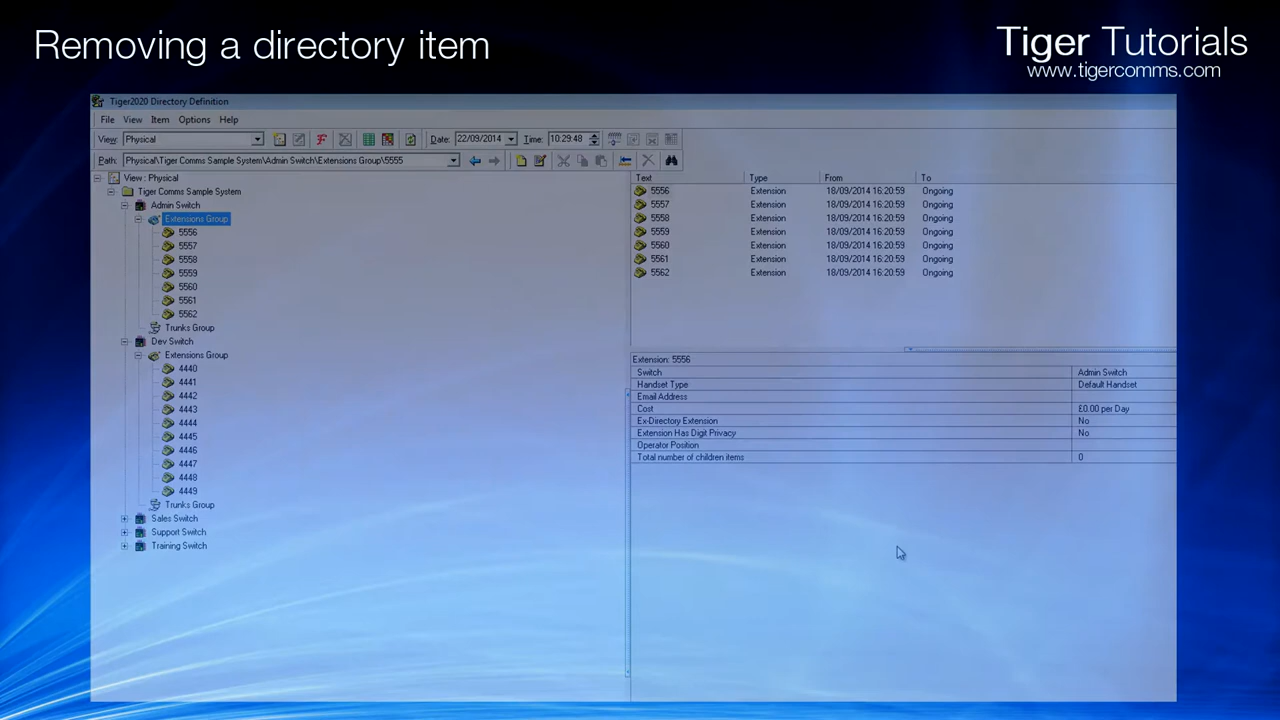 Removing a directory item
Tiger Tutorials
www.tigercomms.com
Tiger2020 Directory Definition
File View Item Options Help
View: Physical Date: 22/09/2014 Time: 10:29:48
Path: Physical\Tiger Comms Sample System\Admin Switch\Extensions Group\5555
View : Physical
Tiger Comms Sample System
Admin Switch
Extensions Group
5556
5557
5558
5559
5560
5561
5562
Trunks Group
Dev Switch
Extensions Group
4440
4441
4442
4443
4444
4445
4446
4447
4448
4449
Trunks Group
Sales Switch
Support Switch
Training Switch
Text Type From To
5556 Extension 18/09/2014 16:20:59 Ongoing
5557 Extension 18/09/2014 16:20:59 Ongoing
5558 Extension 18/09/2014 16:20:59 Ongoing
5559 Extension 18/09/2014 16:20:59 Ongoing
5560 Extension 18/09/2014 16:20:59 Ongoing
5561 Extension 18/09/2014 16:20:59 Ongoing
5562 Extension 18/09/2014 16:20:59 Ongoing
Extension: 5556
Switch Admin Switch
Handset Type Default Handset
Email Address
Cost £0.00 per Day
Ex-Directory Extension No
Extension Has Digit Privacy No
Operator Position
Total number of children items 0